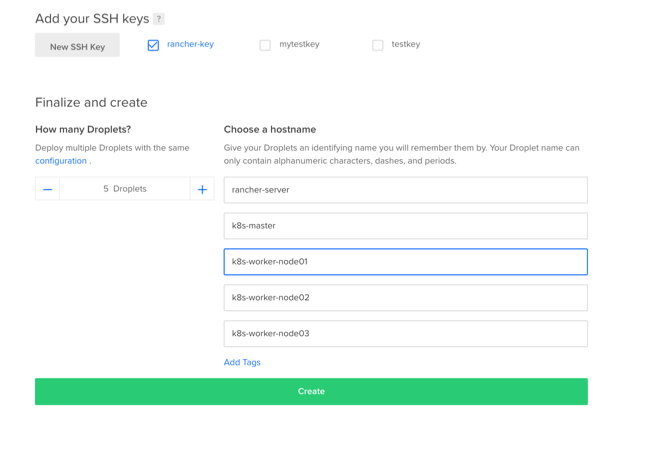 Add your SSH keys ?
New SSH Key
rancher-key
mytestkey
testkey
Finalize and create
How many Droplets?
Deploy multiple Droplets with the same
configuration .
5 Droplets
Choose a hostname
Give your Droplets an identifying name you will remember them by. Your Droplet name can
only contain alphanumeric characters, dashes, and periods.
rancher-server
k8s-master
k8s-worker-node01
k8s-worker-node02
k8s-worker-node03
Add Tags
Create